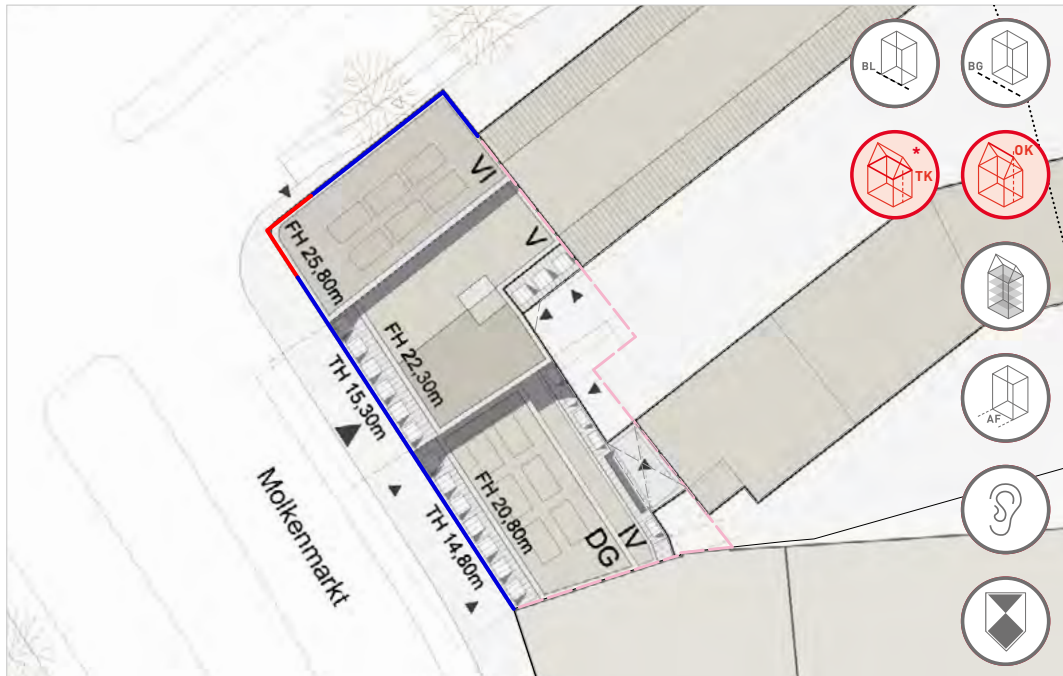 BL
BG
*
TK
OK
AF
VI
FH 25,80m
V
FH 22,30m
TH 15,30m
FH 20,80m
IV
DG
TH 14,80m
Molkenmarkt